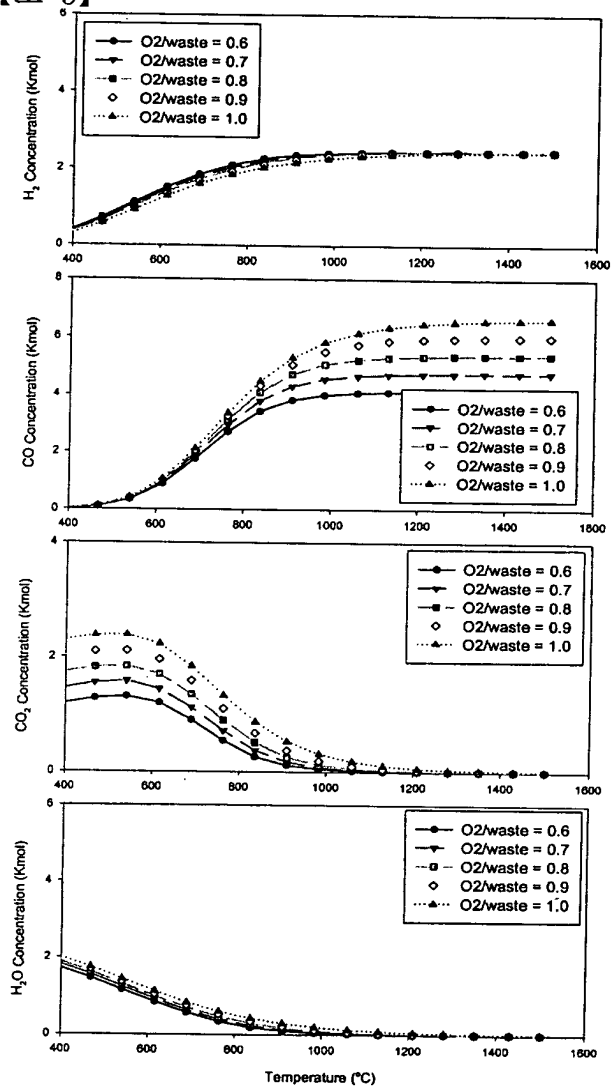 6
4
2
0
H2 Concentration (Kmol)
O2/waste = 0.6
O2/waste = 0.7
O2/waste = 0.8
O2/waste = 0.9
O2/waste = 1.0
400 600 800 1000 1200 1400 1600
8
6
4
2
0
CO Concentration (Kmol)
O2/waste = 0.6
O2/waste = 0.7
O2/waste = 0.8
O2/waste = 0.9
O2/waste = 1.0
400 600 800 1000 1200 1400 1600
4
2
0
CO2 Concentration (Kmol)
O2/waste = 0.6
O2/waste = 0.7
O2/waste = 0.8
O2/waste = 0.9
O2/waste = 1.0
400 600 800 1000 1200 1400 1600
6
4
2
0
H2O Concentration (Kmol)
O2/waste = 0.6
O2/waste = 0.7
O2/waste = 0.8
O2/waste = 0.9
O2/waste = 1.0
400 600 800 1000 1200 1400 1600
Temperature (°C)